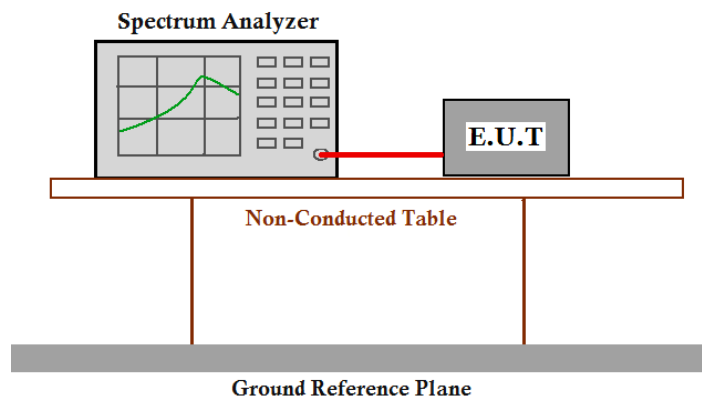 Spectrum Analyzer
E.U.T
Non-Conducted Table
Ground Reference Plane